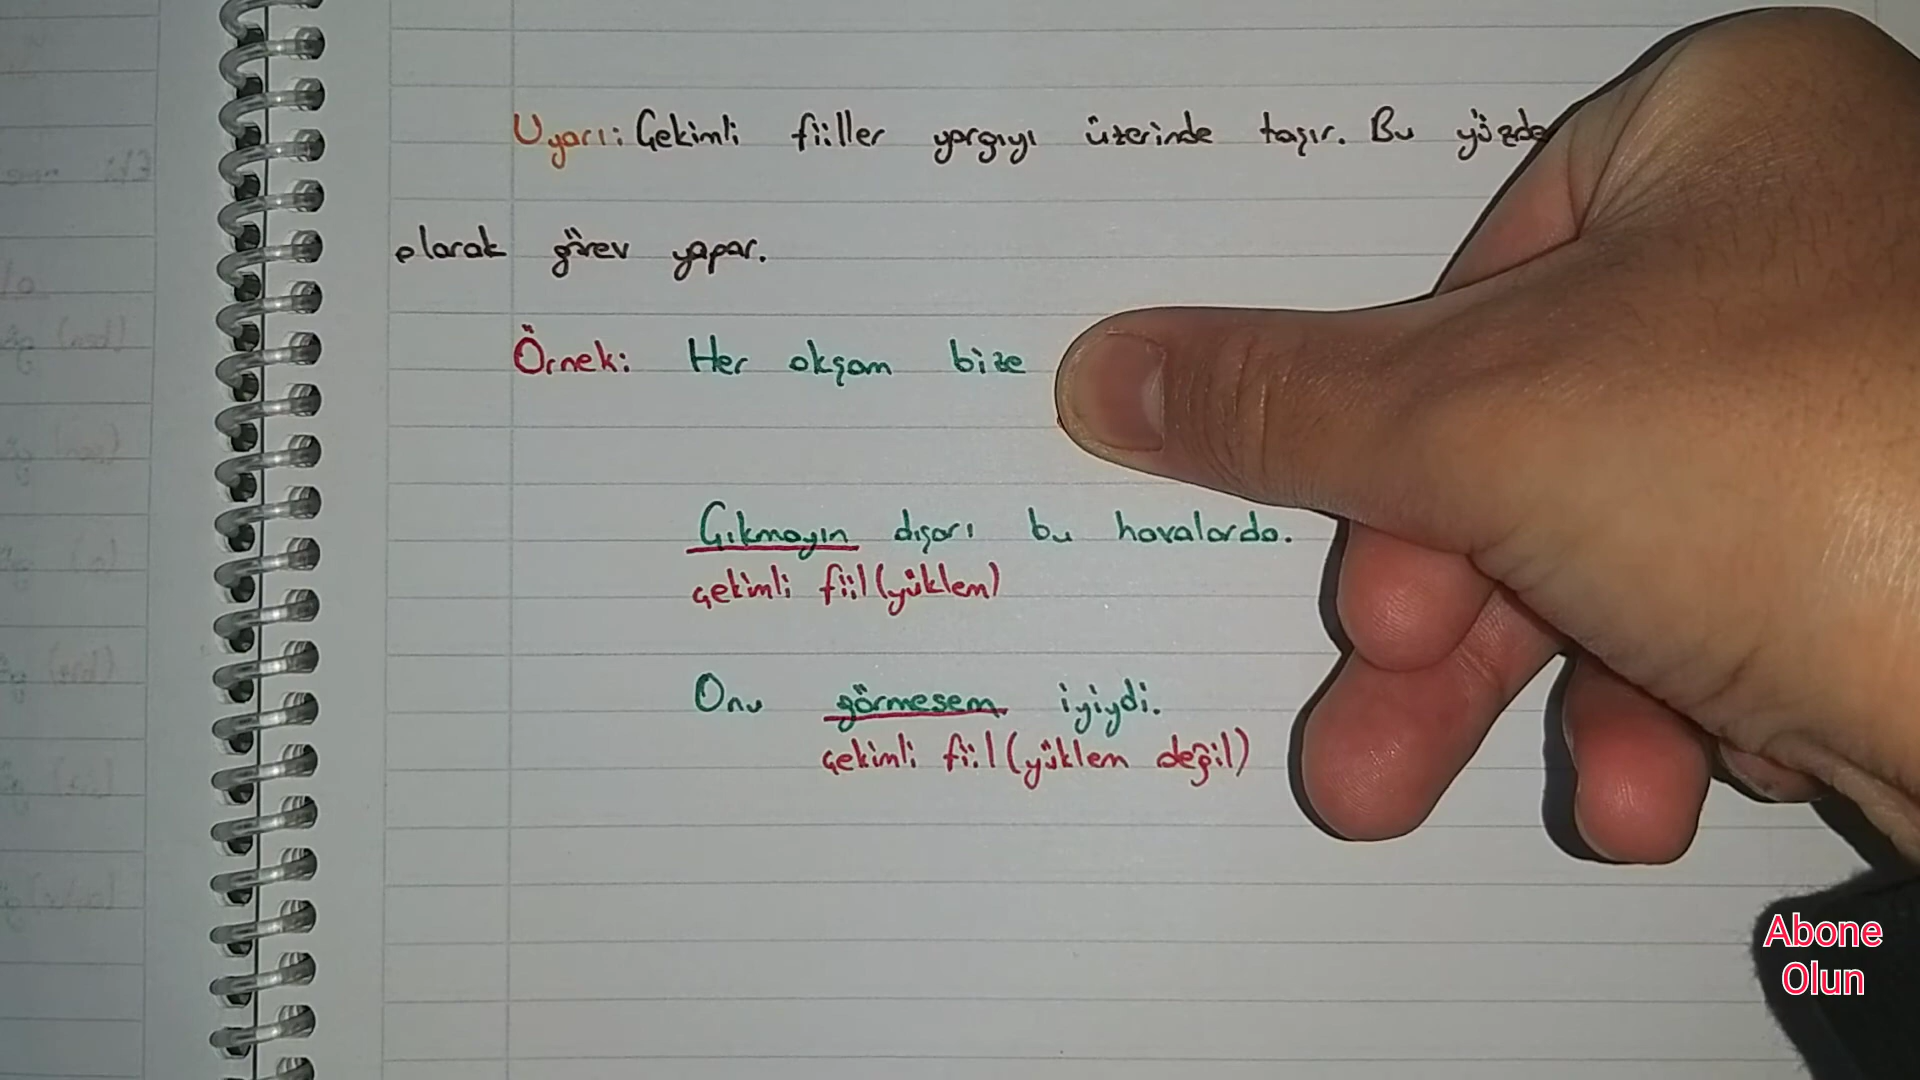 Uyarı: Çekimli fiiller yargıyı üzerinde taşır. Bu yüzde
olarak görev yapar.
Örnek: Her akşam bize
Çıkmayın dışarı bu havalarda.
çekimli fiil (yüklem)
Onu görmesem iyiydi.
çekimli fiil (yüklem değil)
Abone
Olun